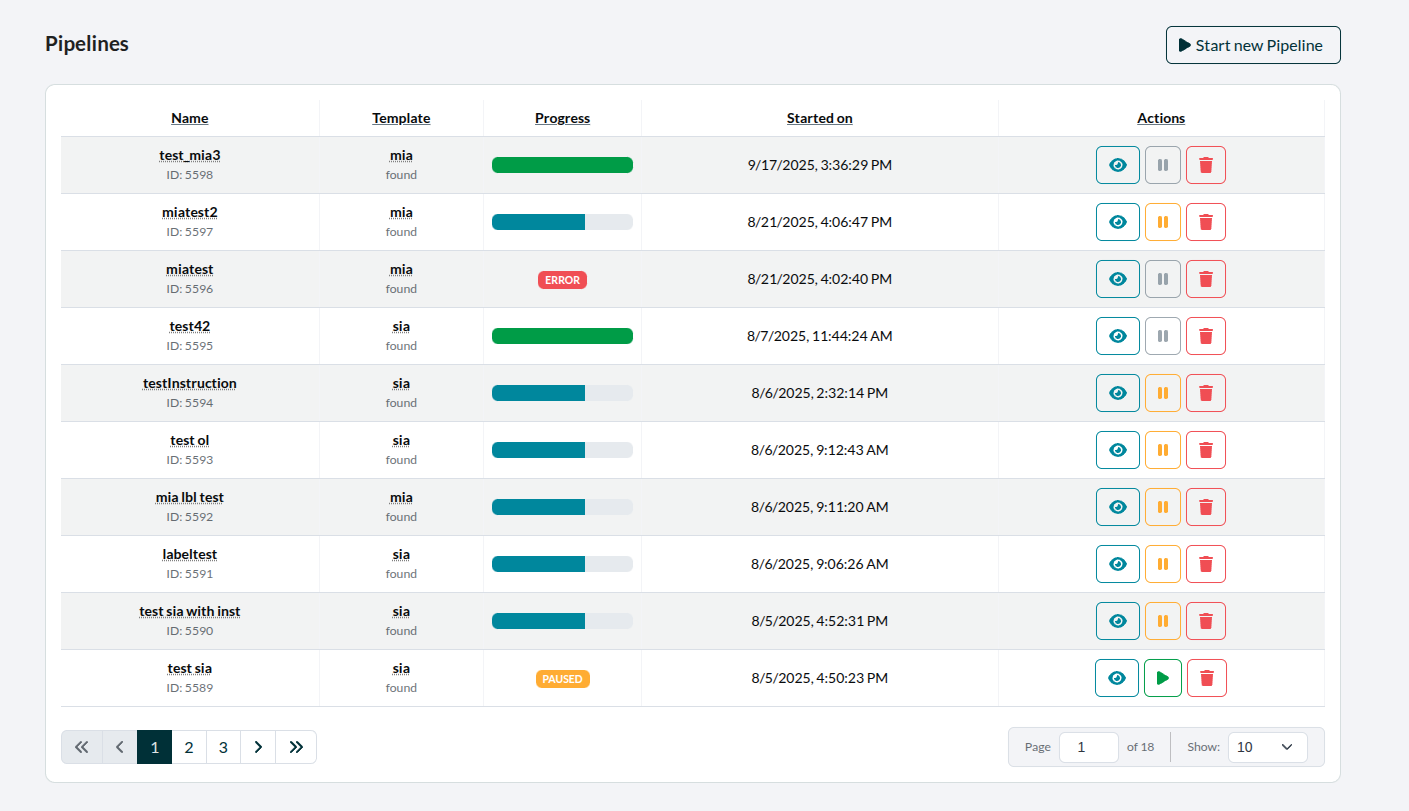 Pipelines
Start new Pipeline
Name Template Progress Started on Actions
test_mia3 mia 9/17/2025, 3:36:29 PM
ID: 5598 found
miatest2 mia 8/21/2025, 4:06:47 PM
ID: 5597 found
miatest mia ERROR 8/21/2025, 4:02:40 PM
ID: 5596 found
test42 sia 8/7/2025, 11:44:24 AM
ID: 5595 found
testInstruction sia 8/6/2025, 2:32:14 PM
ID: 5594 found
test ol sia 8/6/2025, 9:12:43 AM
ID: 5593 found
mia lbl test mia 8/6/2025, 9:11:20 AM
ID: 5592 found
labeltest sia 8/6/2025, 9:06:26 AM
ID: 5591 found
test sia with inst sia 8/5/2025, 4:52:31 PM
ID: 5590 found
test sia sia PAUSED 8/5/2025, 4:50:23 PM
ID: 5589 found
1 2 3 Page 1 of 18 Show: 10